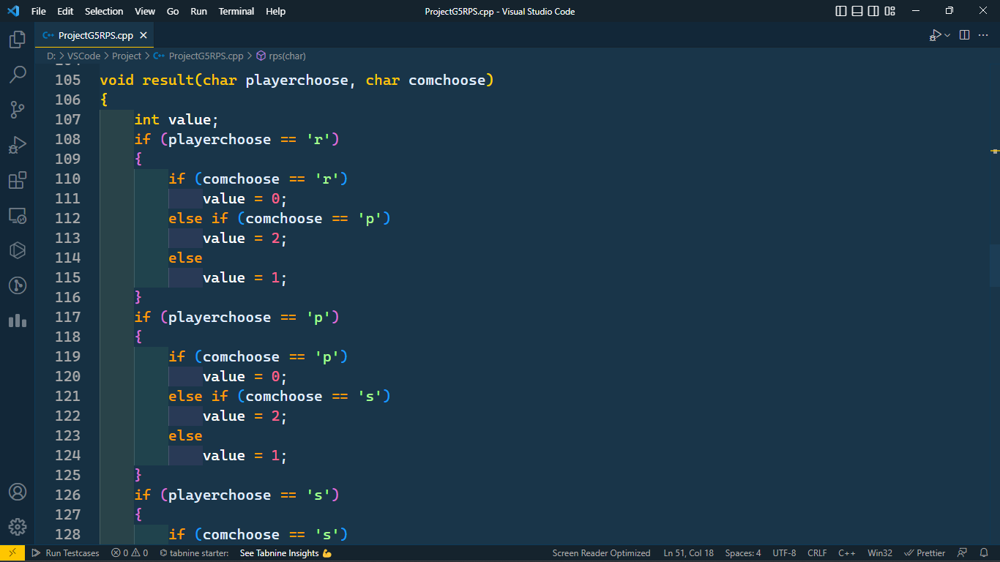 File Edit Selection View Go Run Terminal Help ProjectG5RPS.cpp - Visual Studio Code
C++ ProjectG5RPS.cpp
D: > VSCode > Project > C++ ProjectG5RPS.cpp > rps(char)
105 void result(char playerchoose, char comchoose)
106 {
107 int value;
108 if (playerchoose == 'r')
109 {
110 if (comchoose == 'r')
111 value = 0;
112 else if (comchoose == 'p')
113 value = 2;
114 else
115 value = 1;
116 }
117 if (playerchoose == 'p')
118 {
119 if (comchoose == 'p')
120 value = 0;
121 else if (comchoose == 's')
122 value = 2;
123 else
124 value = 1;
125 }
126 if (playerchoose == 's')
127 {
128 if (comchoose == 's')
Run Testcases 0 0 tabnine starter: See Tabnine Insights 💪 Screen Reader Optimized Ln 51, Col 18 Spaces: 4 UTF-8 CRLF C++ Win32 Prettier